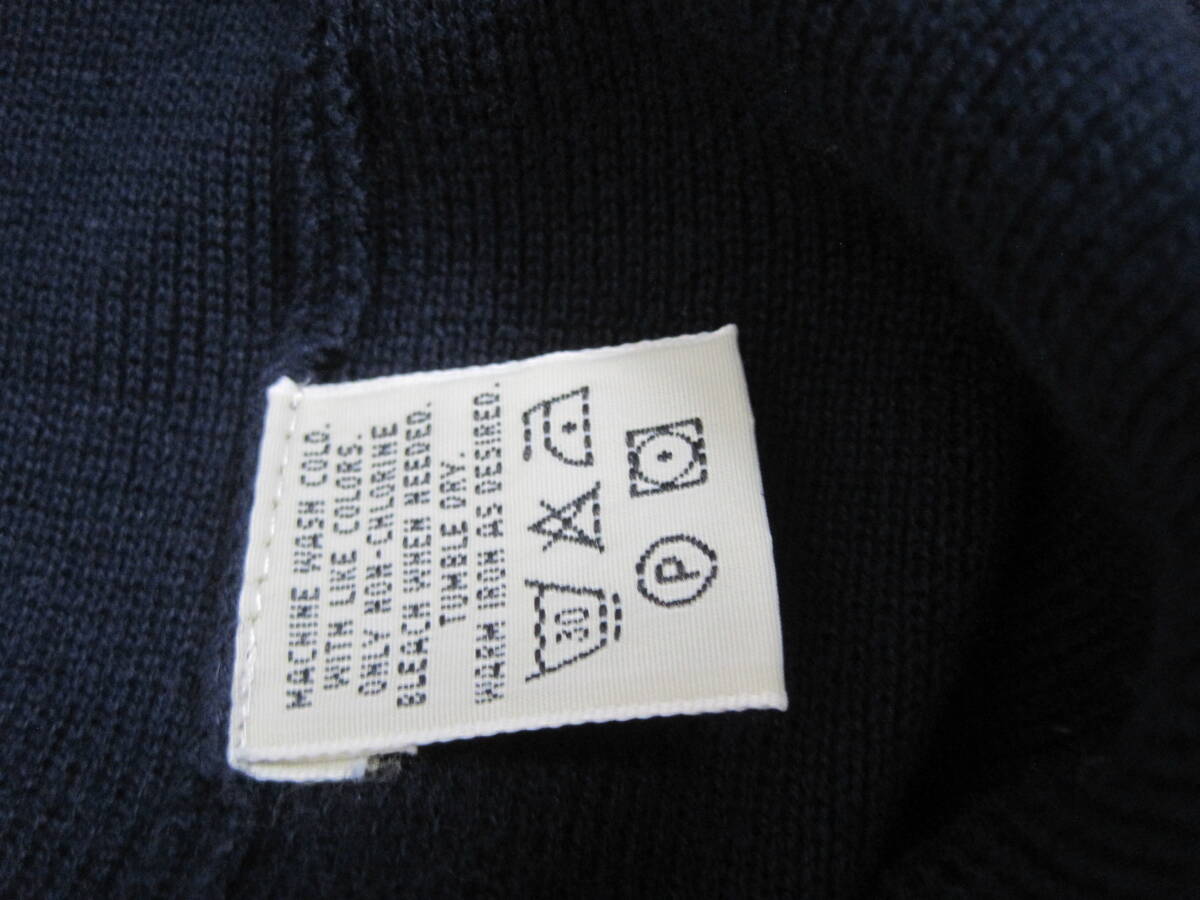 MACHINE WASH COLD.
WITH LIKE COLORS.
ONLY NON-CHLORINE
BLEACH WHEN NEEDED.
TUMBLE DRY.
WARM IRON AS DESIRED.
30
P